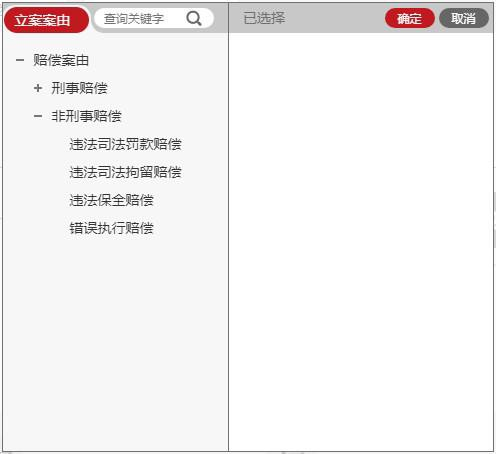 立案案由 查询关键字 已选择 确定 取消
赔偿案由
刑事赔偿
非刑事赔偿
违法司法罚款赔偿
违法司法拘留赔偿
违法保全赔偿
错误执行赔偿